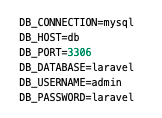 DB_CONNECTION=mysql
DB_HOST=db
DB_PORT=3306
DB_DATABASE=laravel
DB_USERNAME=admin
DB_PASSWORD=laravel